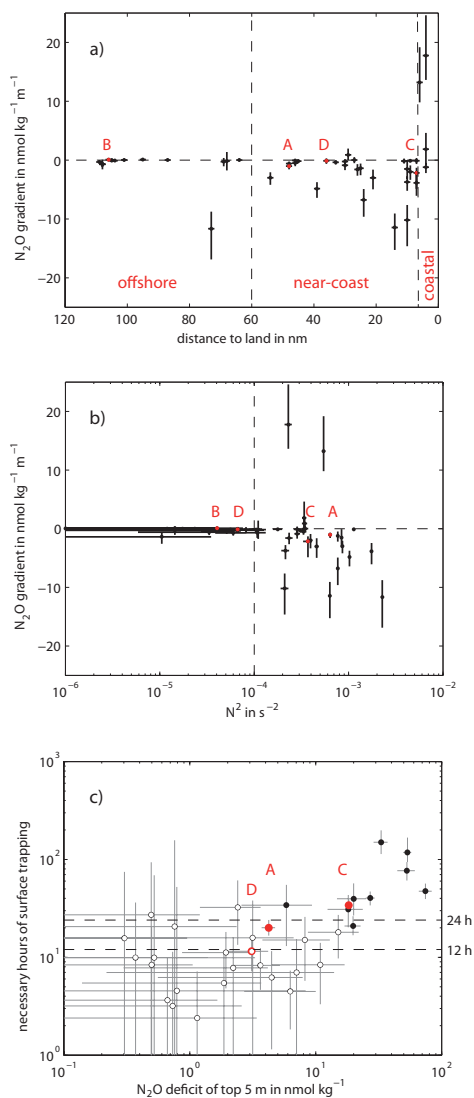 a)
20
10
0
−10
−20
N₂O gradient in nmol kg⁻¹ m⁻¹
B
A
D
C
offshore
near-coast
coastal
120 100 80 60 40 20 0
distance to land in nm
b)
20
10
0
−10
−20
N₂O gradient in nmol kg⁻¹ m⁻¹
B D C A
10⁻⁶ 10⁻⁵ 10⁻⁴ 10⁻³ 10⁻²
N² in s⁻²
c)
10³
10²
10¹
10⁰
necessary hours of surface trapping
A
C
D
24 h
12 h
10⁻¹ 10⁰ 10¹ 10²
N₂O deficit of top 5 m in nmol kg⁻¹